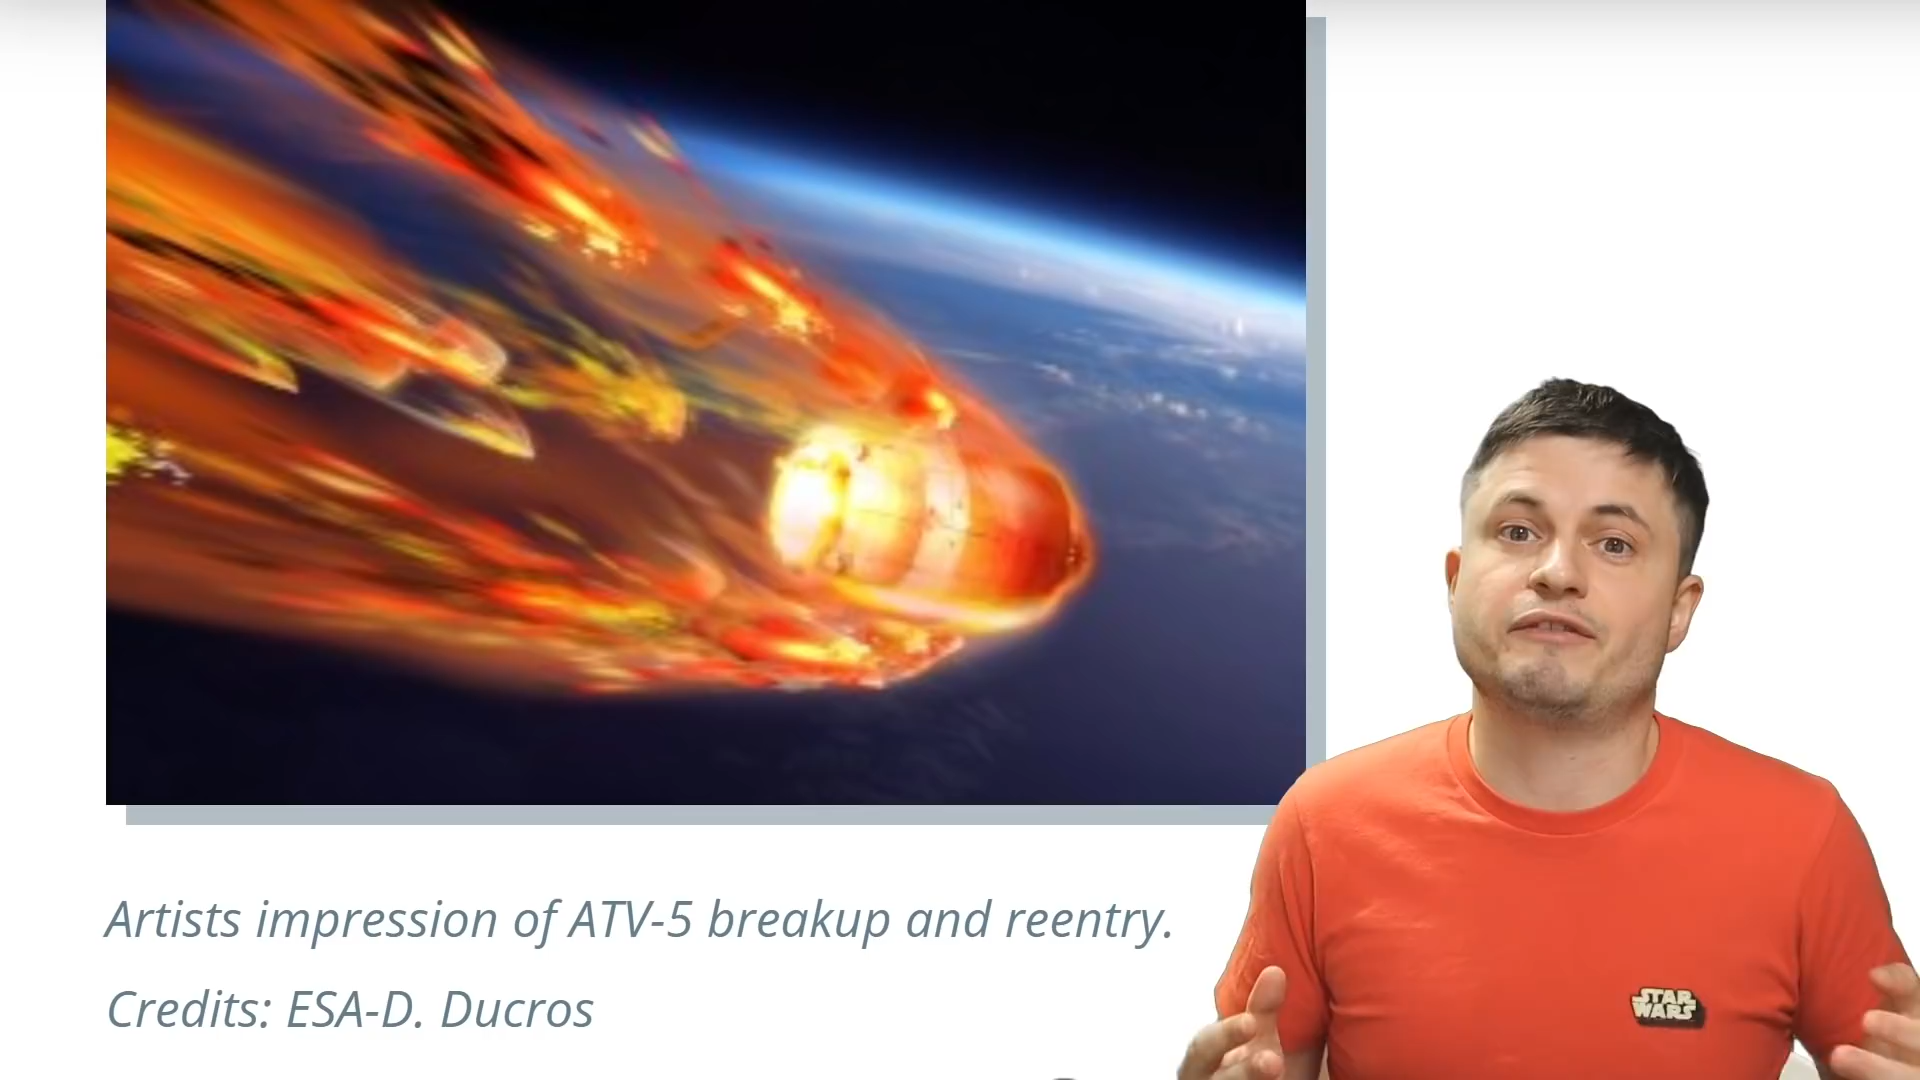 Artists impression of ATV-5 breakup and reentry.
Credits: ESA-D. Ducros
STAR
WARS